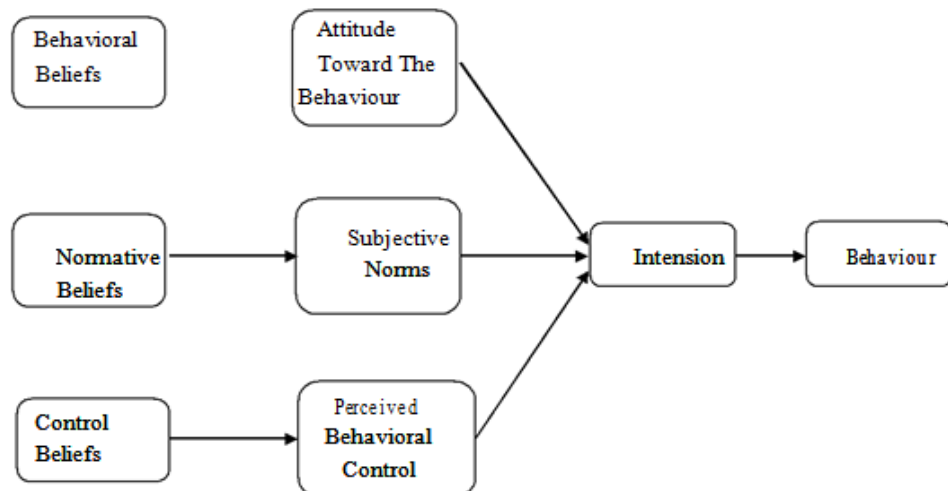 Behavioral
Beliefs
Attitude
Toward The
Behaviour
Normative
Beliefs
Subjective
Norms
Intension
Behaviour
Control
Beliefs
Perceived
Behavioral
Control